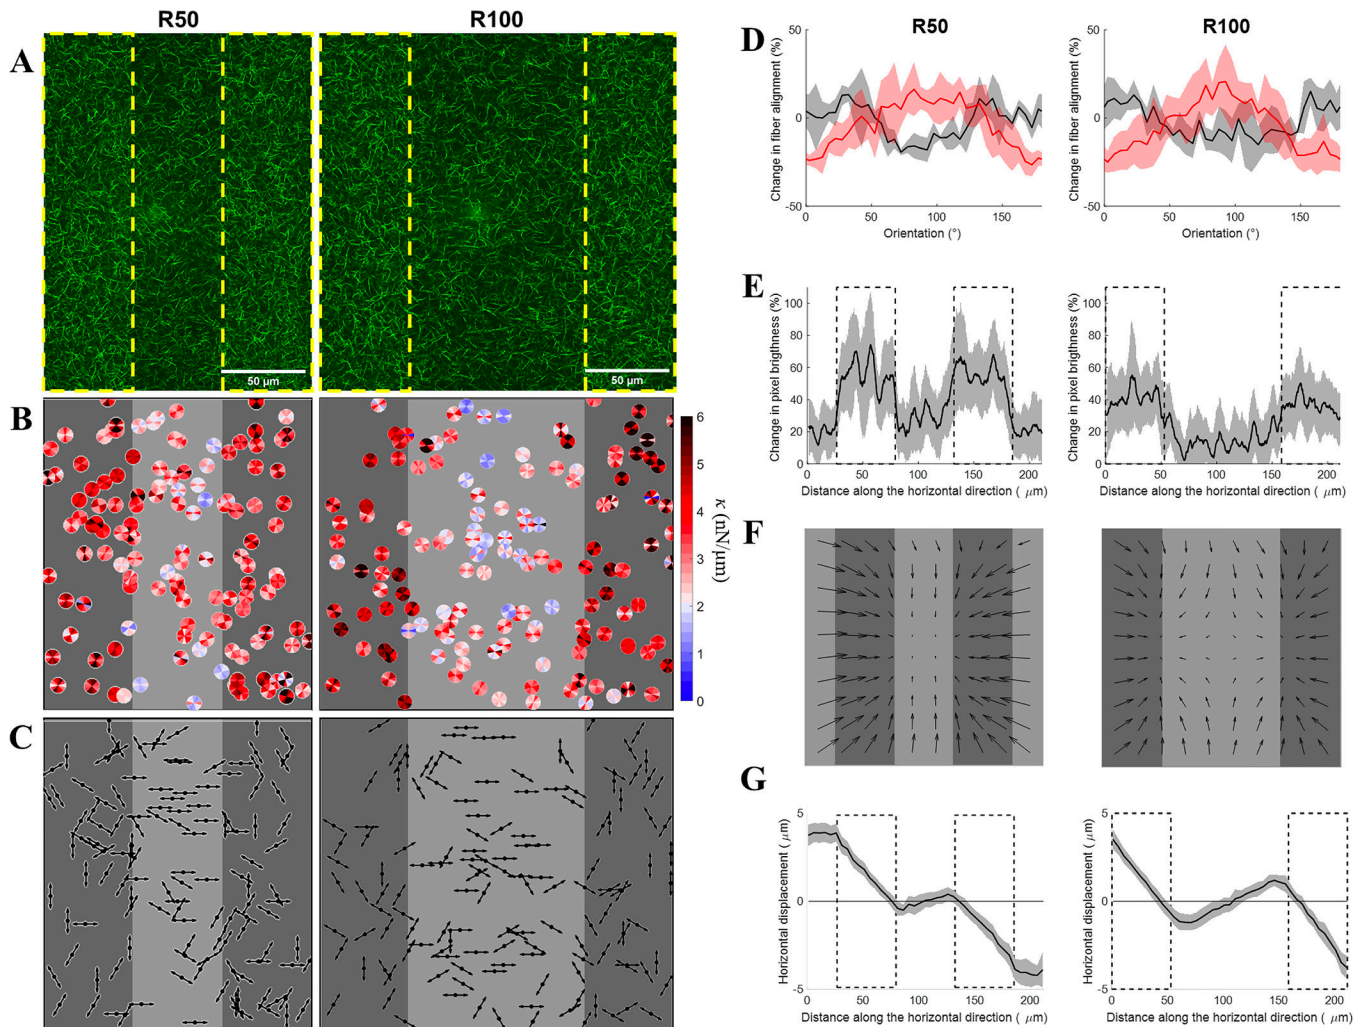 R50
R100
A
50 μm
50 μm
B
6
5
4
3
2
1
0
κ (nN/μm)
C
D
R50
R100
Change in fiber alignment (%)
50
0
-50
0
50
100
150
Orientation (°)
Change in fiber alignment (%)
50
0
-50
0
50
100
150
Orientation (°)
E
Change in pixel brigthness (%)
100
80
60
40
20
0
0
50
100
150
200
Distance along the horizontal direction ( μm)
Change in pixel brigthness (%)
100
80
60
40
20
0
0
50
100
150
200
Distance along the horizontal direction ( μm)
F
G
Horizontal displacement ( μm)
5
0
-5
0
50
100
150
200
Distance along the horizontal direction ( μm)
Horizontal displacement ( μm)
5
0
-5
0
50
100
150
200
Distance along the horizontal direction ( μm)